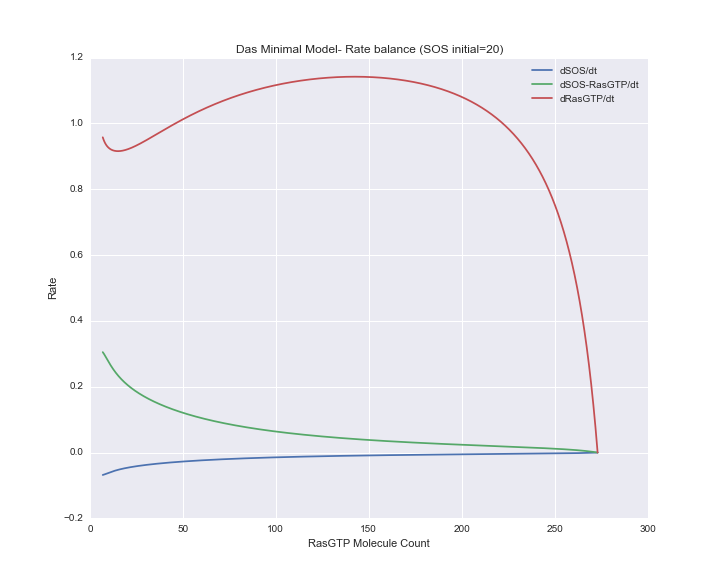 Das Minimal Model- Rate balance (SOS initial=20)
1.2
1.0
0.8
0.6
0.4
0.2
0.0
−0.2
Rate
dSOS/dt
dSOS-RasGTP/dt
dRasGTP/dt
0 50 100 150 200 250 300
RasGTP Molecule Count